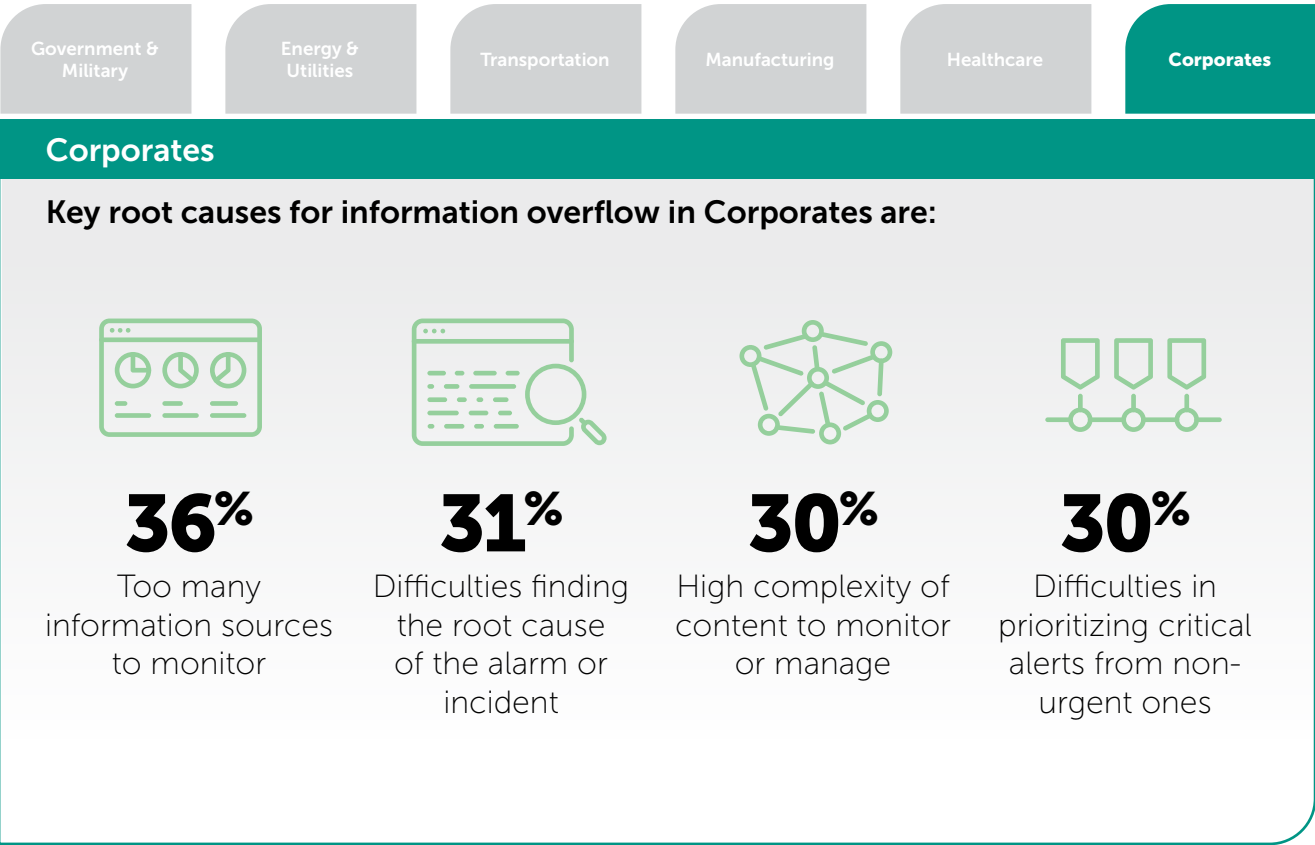 Government &
Military
Energy &
Utilities
Transportation
Manufacturing
Healthcare
Corporates
Corporates
Key root causes for information overflow in Corporates are:
36%
Too many
information sources
to monitor
31%
Difficulties finding
the root cause
of the alarm or
incident
30%
High complexity of
content to monitor
or manage
30%
Difficulties in
prioritizing critical
alerts from non-
urgent ones